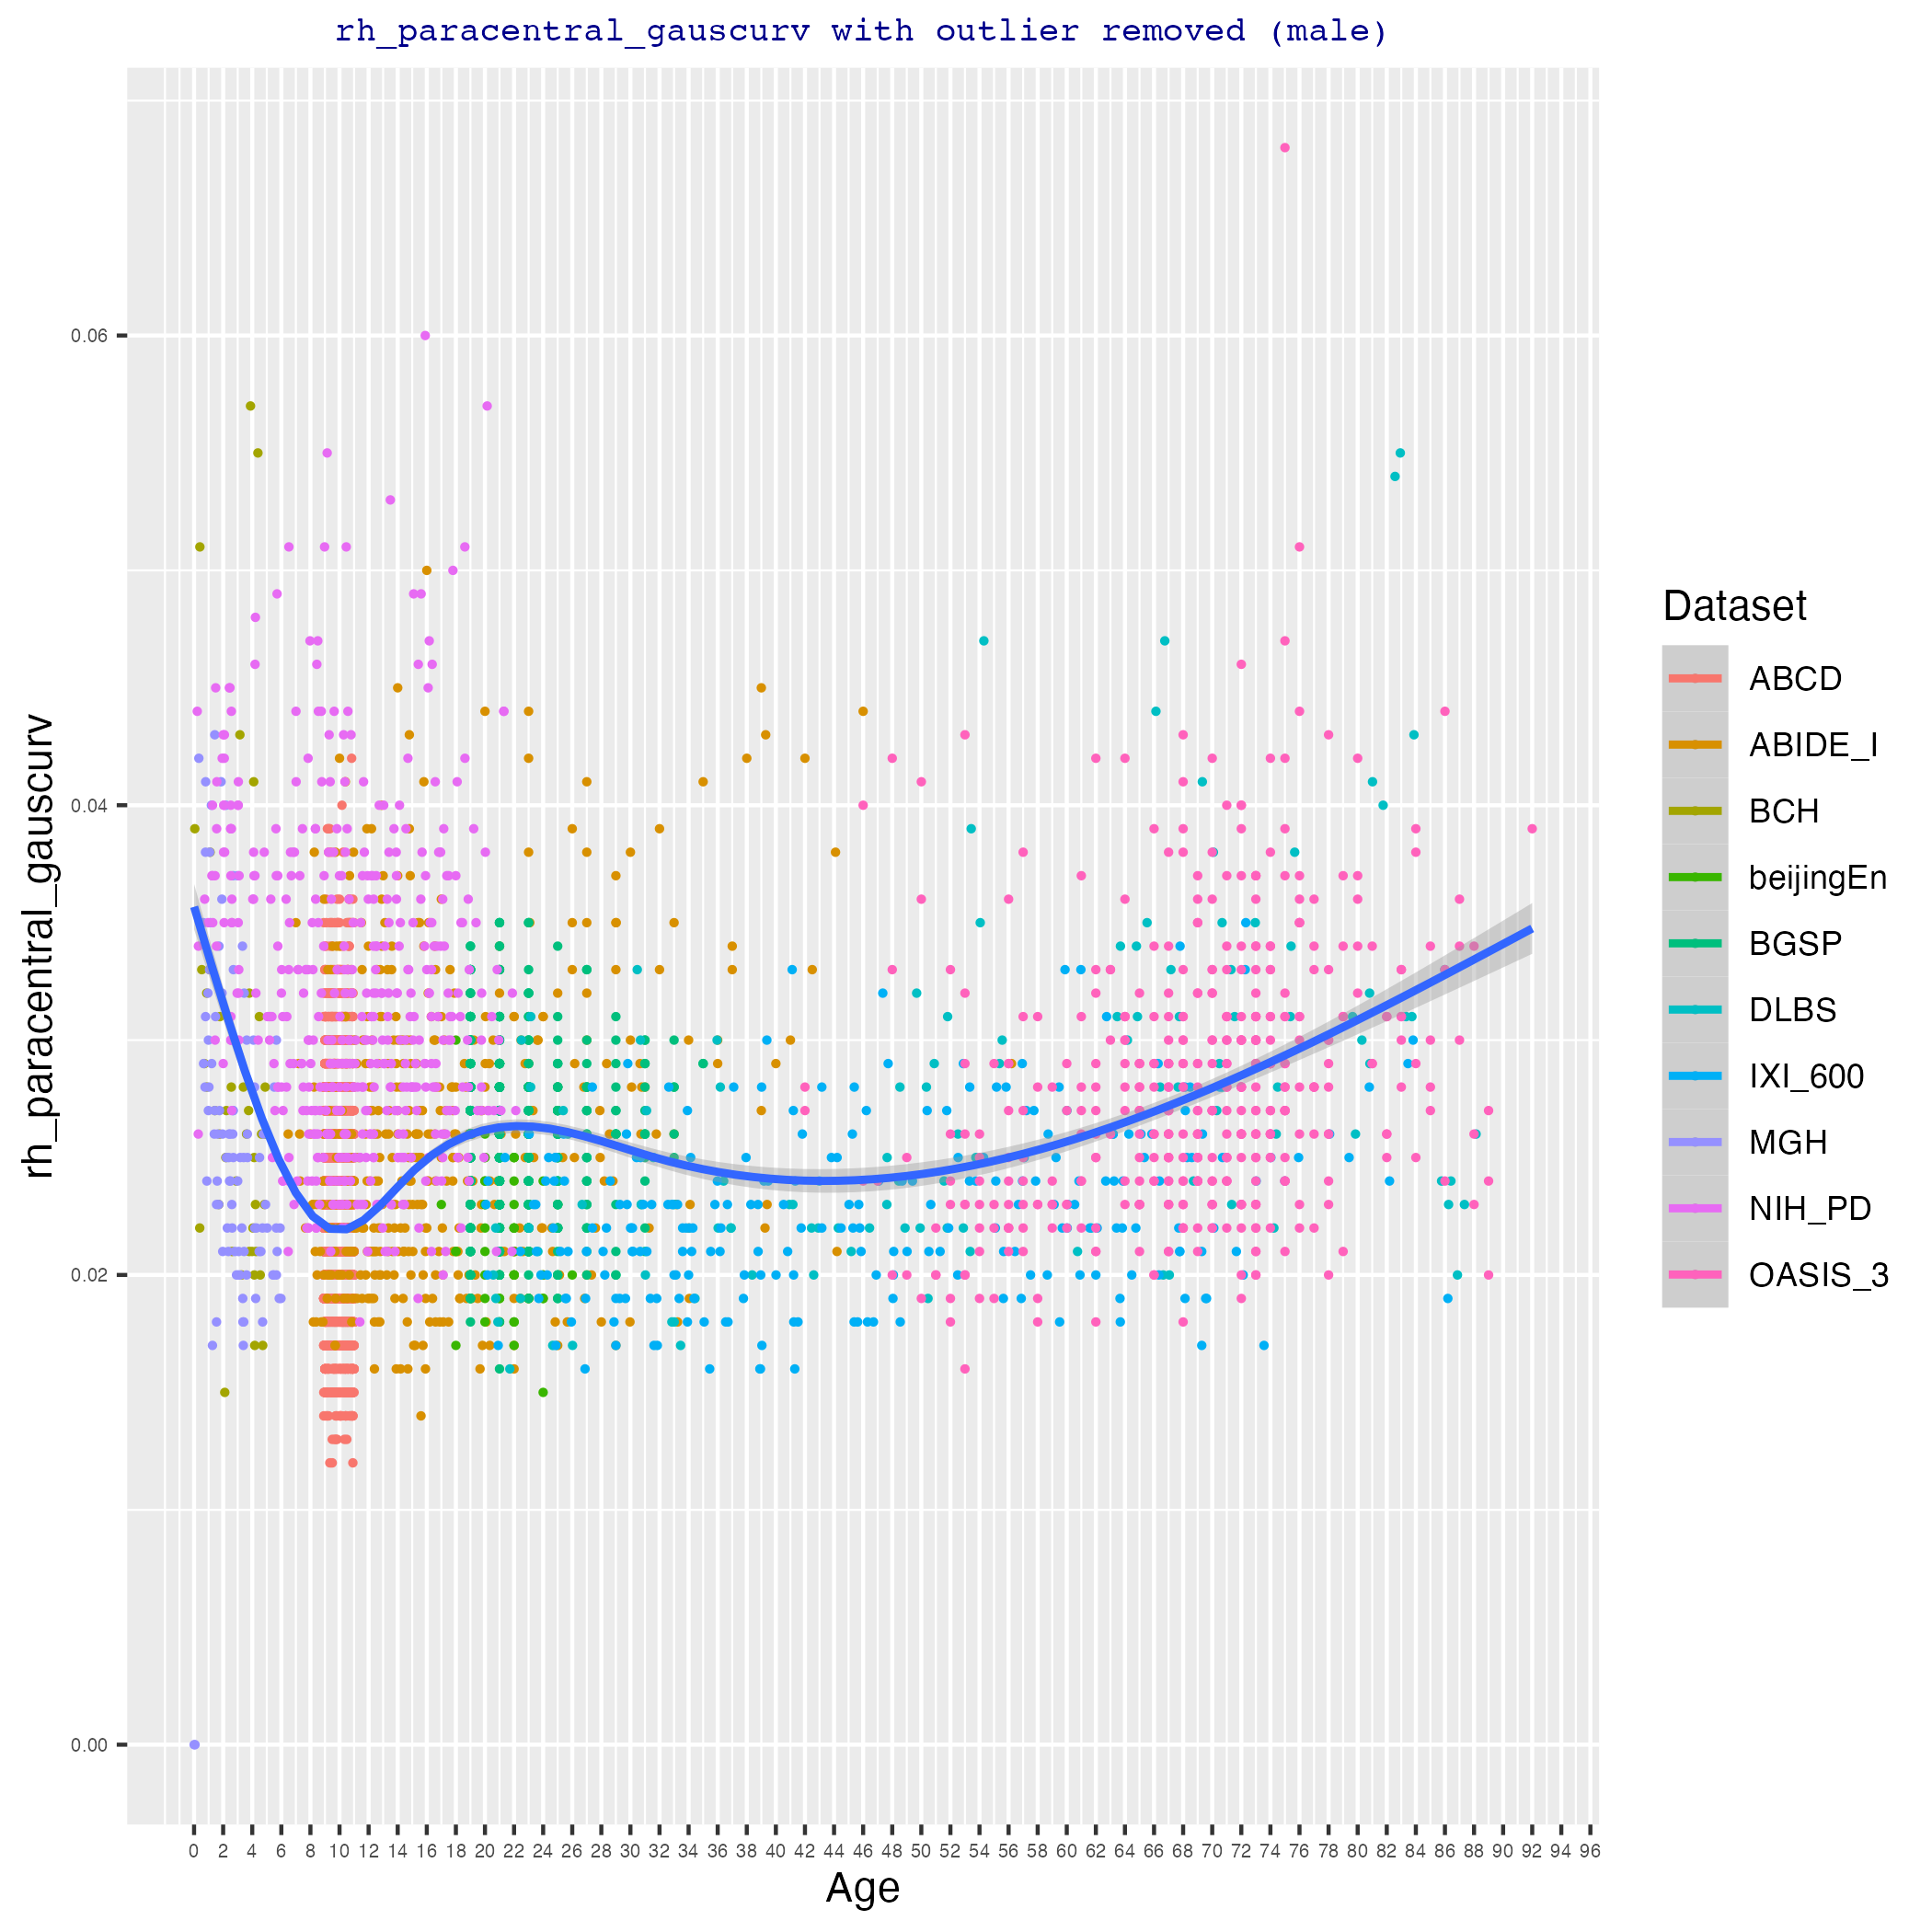 rh_paracentral_gauscurv with outlier removed (male)
rh_paracentral_gauscurv
0.06
0.04
0.02
0.00
0 2 4 6 8 10 12 14 16 18 20 22 24 26 28 30 32 34 36 38 40 42 44 46 48 50 52 54 56 58 60 62 64 66 68 70 72 74 76 78 80 82 84 86 88 90 92 94 96
Age
Dataset
ABCD
ABIDE_I
BCH
beijingEn
BGSP
DLBS
IXI_600
MGH
NIH_PD
OASIS_3